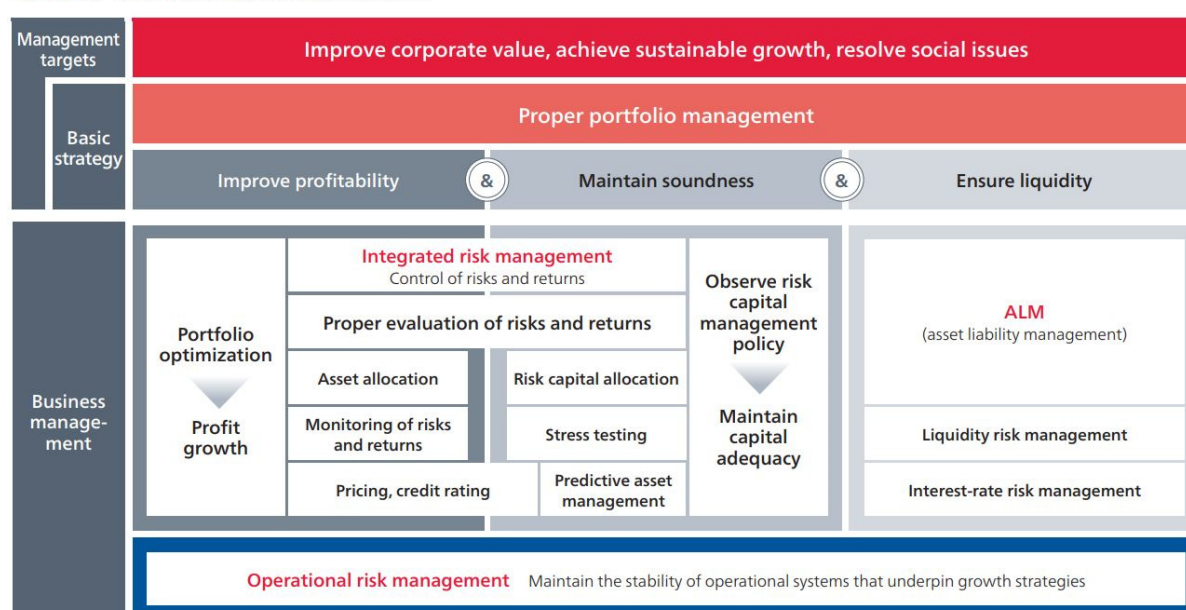 Management
targets
Improve corporate value, achieve sustainable growth, resolve social issues
Basic
strategy
Proper portfolio management
Improve profitability
&
Maintain soundness
&
Ensure liquidity
Business
manage-
ment
Portfolio
optimization
Profit
growth
Integrated risk management
Control of risks and returns
Proper evaluation of risks and returns
Asset allocation
Risk capital allocation
Monitoring of risks
and returns
Stress testing
Pricing, credit rating
Predictive asset
management
Observe risk
capital
management
policy
Maintain
capital
adequacy
ALM
(asset liability management)
Liquidity risk management
Interest-rate risk management
Operational risk management Maintain the stability of operational systems that underpin growth strategies